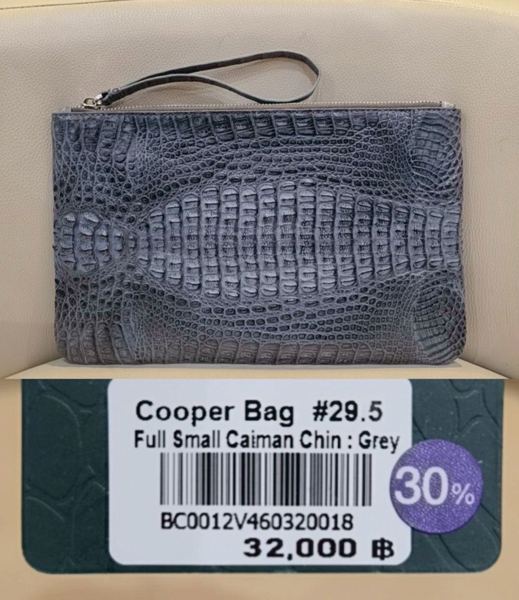 Cooper Bag #29.5
Full Small Caiman Chin : Grey
30%
BC0012V460320018
32,000 ฿